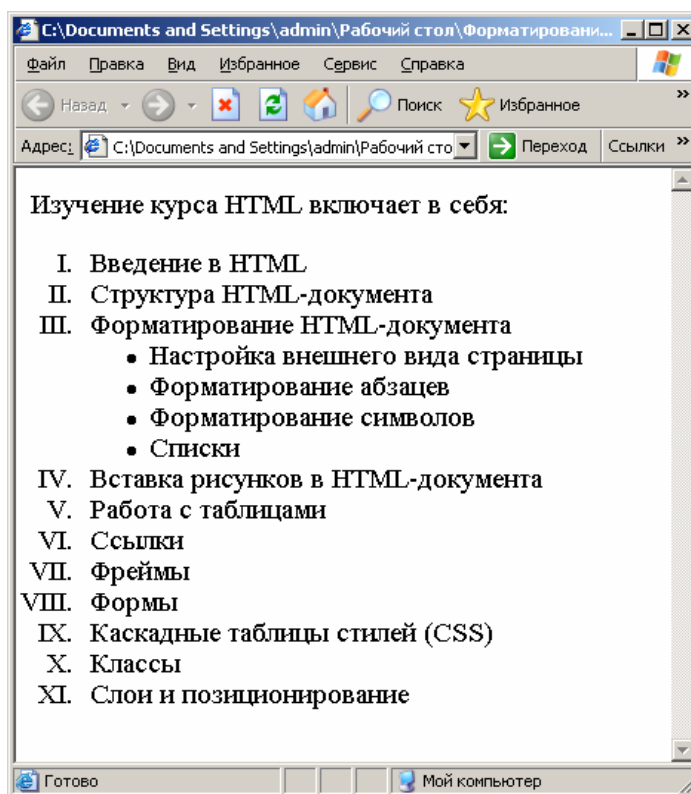 C:\Documents and Settings\admin\Рабочий стол\Форматировани...
Файл Правка Вид Избранное Сервис Справка
Назад Поиск Избранное »
Адрес: C:\Documents and Settings\admin\Рабочий сто Переход Ссылки »
Изучение курса HTML включает в себя:
I. Введение в HTML
II. Структура HTML-документа
III. Форматирование HTML-документа
• Настройка внешнего вида страницы
• Форматирование абзацев
• Форматирование символов
• Списки
IV. Вставка рисунков в HTML-документа
V. Работа с таблицами
VI. Ссылки
VII. Фреймы
VIII. Формы
IX. Каскадные таблицы стилей (CSS)
X. Классы
XI. Слои и позиционирование
Готово Мой компьютер